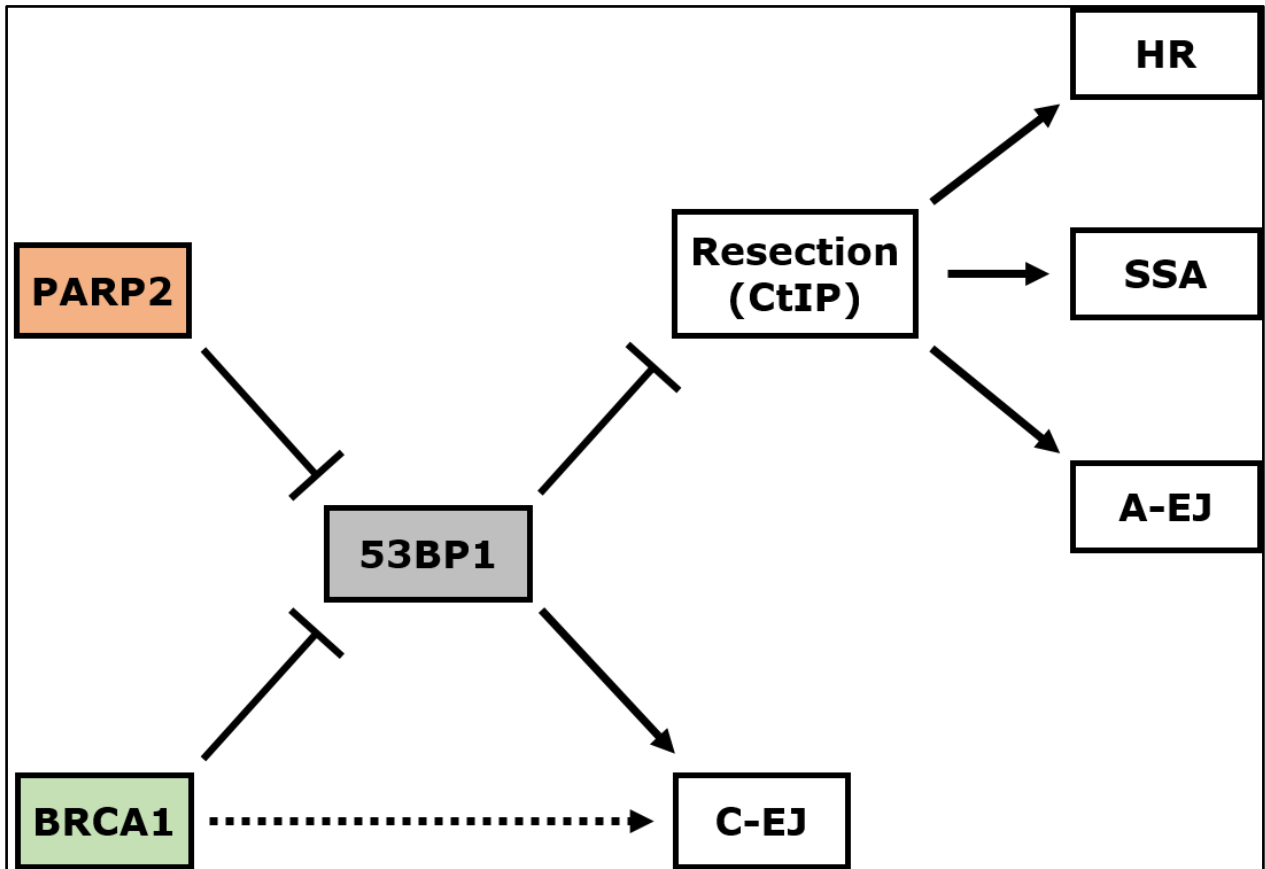 HR
Resection
(CtIP)
SSA
PARP2
A-EJ
53BP1
BRCA1
C-EJ